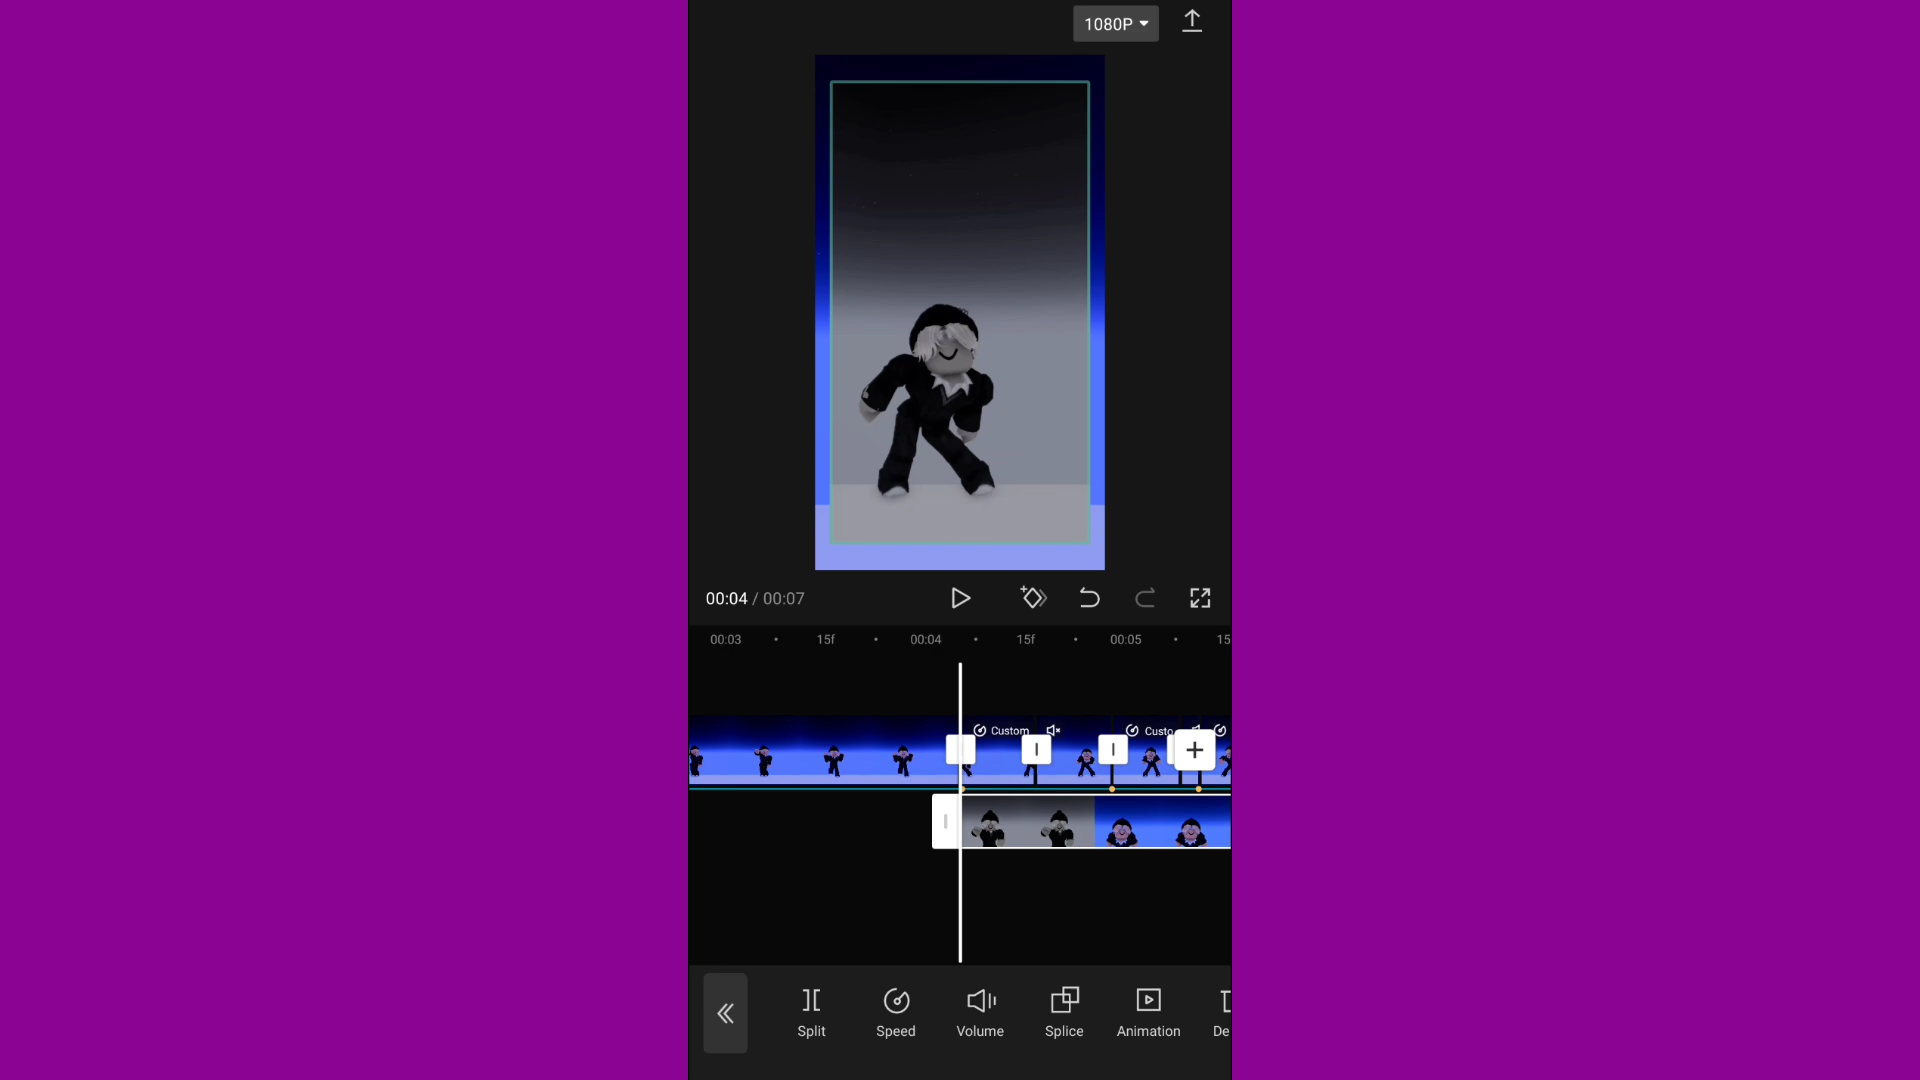 1080P
00:04 / 00:07
00:03 15f 00:04 15f 00:05 15
Custom Custo
Split Speed Volume Splice Animation De